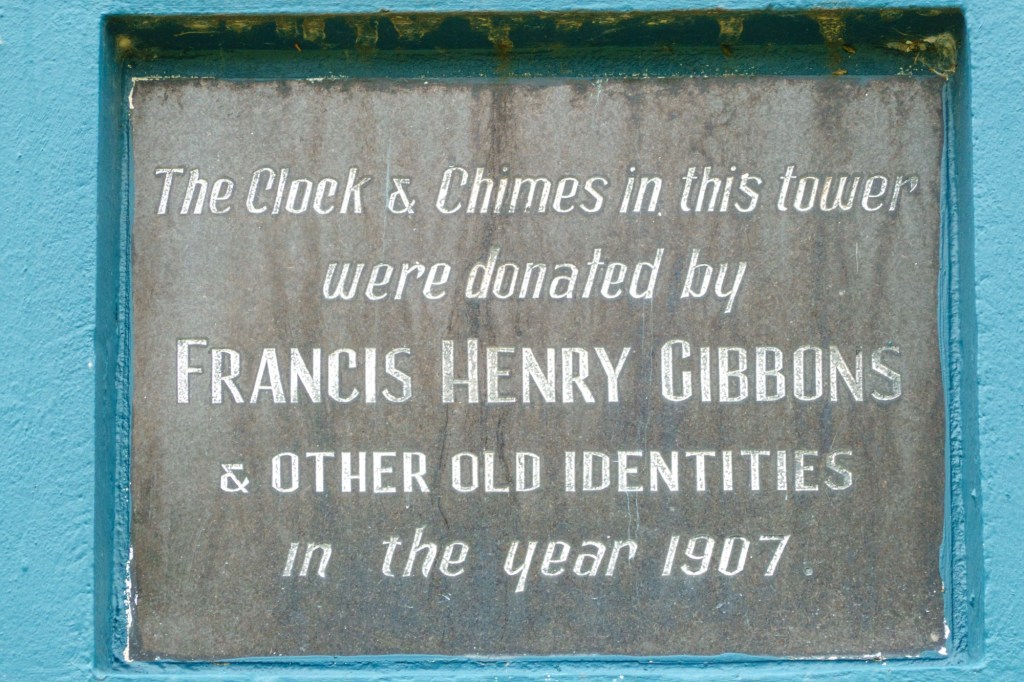 The Clock & Chimes in this tower
were donated by
FRANCIS HENRY GIBBONS
& OTHER OLD IDENTITIES
in the year 1907.